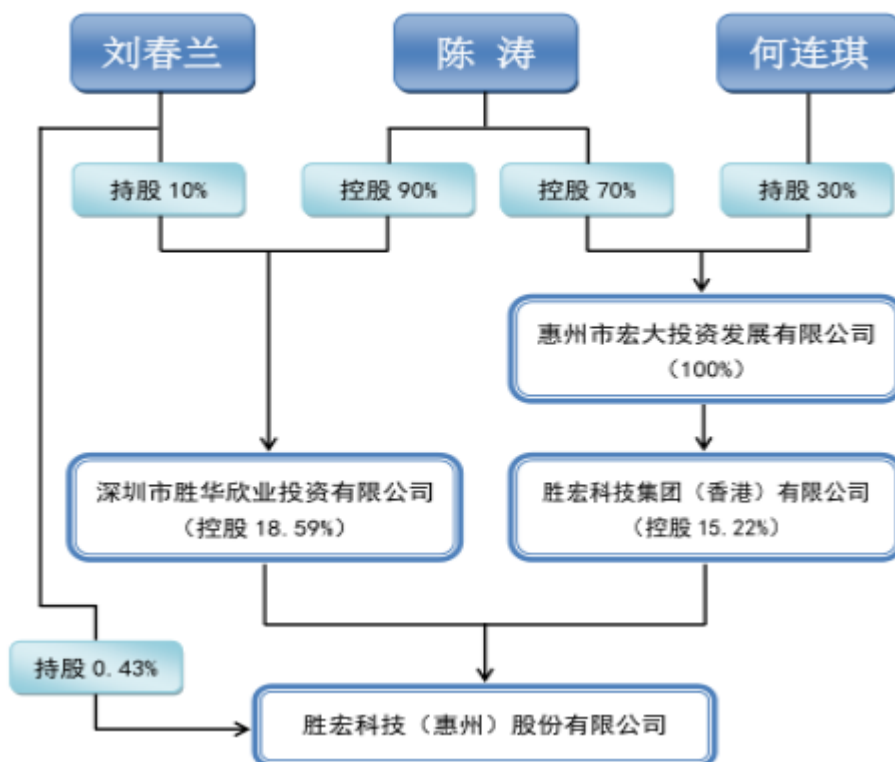 刘春兰
陈 涛
何连琪
持股 10%
控股 90%
控股 70%
持股 30%
惠州市宏大投资发展有限公司
（100%）
深圳市胜华欣业投资有限公司
（控股 18.59%）
胜宏科技集团（香港）有限公司
（控股 15.22%）
持股 0.43%
胜宏科技（惠州）股份有限公司